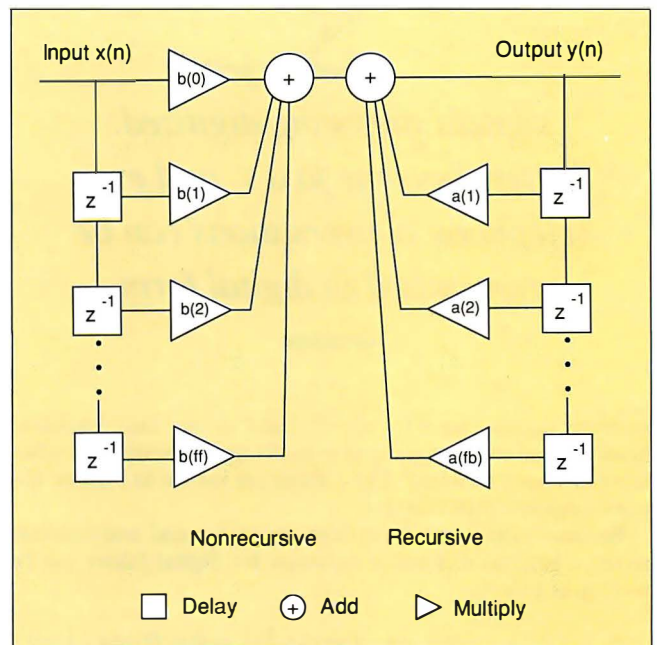 Input x(n) Output y(n)
b(0) + +
z⁻¹ b(1) a(1) z⁻¹
z⁻¹ b(2) a(2) z⁻¹
z⁻¹ b(ff) a(fb) z⁻¹
Nonrecursive Recursive
Delay + Add Multiply